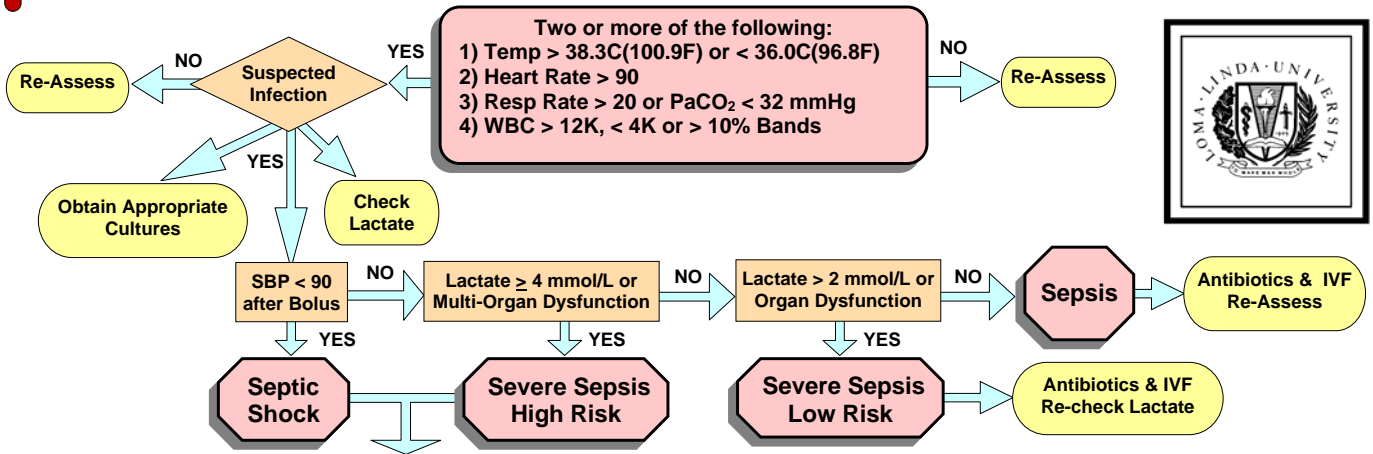 Two or more of the following:
1) Temp > 38.3C(100.9F) or < 36.0C(96.8F)
2) Heart Rate > 90
3) Resp Rate > 20 or PaCO₂ < 32 mmHg
4) WBC > 12K, < 4K or > 10% Bands
YES
NO
Re-Assess
Suspected
Infection
NO
Re-Assess
YES
Obtain Appropriate
Cultures
Check
Lactate
LOMA · LINDA · UNIVERSITY
TO MAKE MAN WHOLE
SBP < 90
after Bolus
NO
Lactate ≥ 4 mmol/L or
Multi-Organ Dysfunction
NO
Lactate > 2 mmol/L or
Organ Dysfunction
NO
Sepsis
Antibiotics & IVF
Re-Assess
YES
YES
YES
Septic
Shock
Severe Sepsis
High Risk
Severe Sepsis
Low Risk
Antibiotics & IVF
Re-check Lactate